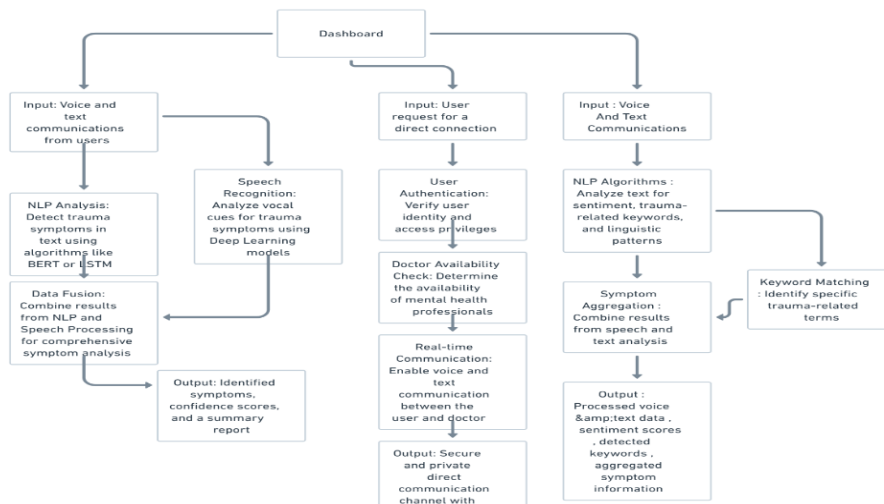 Dashboard
Input: Voice and
text
communications
from users
Speech
Recognition:
Analyze vocal
cues for trauma
symptoms using
Deep Learning
models
NLP Analysis:
Detect trauma
symptoms in
text using
algorithms like
BERT or LSTM
Data Fusion:
Combine results
from NLP and
Speech Processing
for comprehensive
symptom analysis
Output: Identified
symptoms,
confidence scores,
and a summary
report
Input: User
request for a
direct connection
User
Authentication:
Verify user
identity and
access privileges
Doctor Availability
Check: Determine
the availability
of mental health
professionals
Real-time
Communication:
Enable voice and
text
communication
between the
user and doctor
Output: Secure
and private
direct
communication
channel with
Input : Voice
And Text
Communications
NLP Algorithms :
Analyze text for
sentiment, trauma-
related keywords,
and linguistic
patterns
Keyword Matching
: Identify specific
trauma-related
terms
Symptom
Aggregation :
Combine results
from speech and
text analysis
Output :
Processed voice
&amp;text data ,
sentiment scores
, detected
keywords ,
aggregated
symptom
information